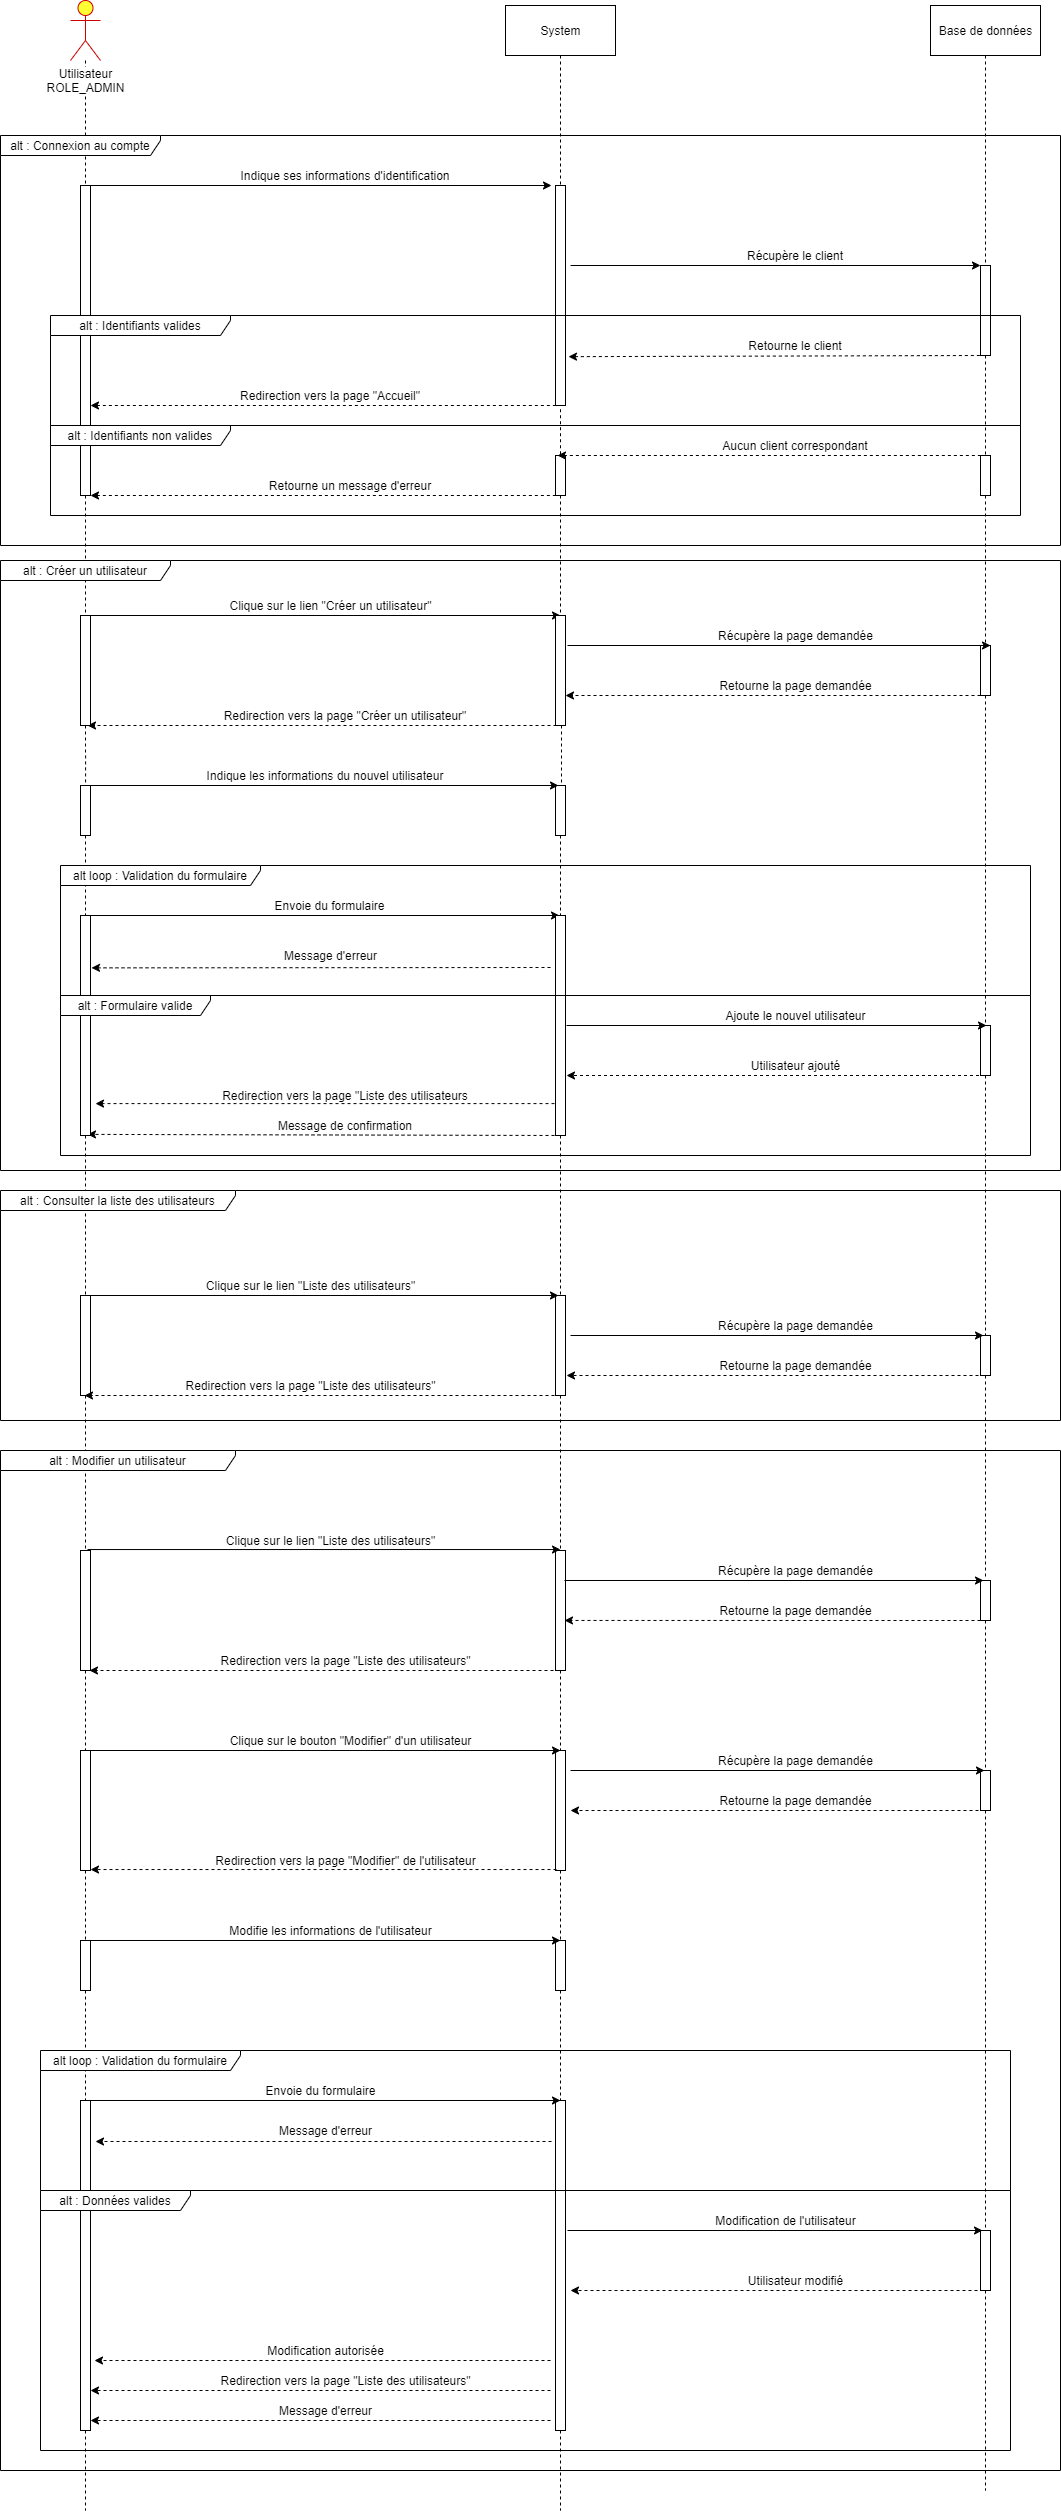 System
Base de données
Utilisateur
ROLE_ADMIN
alt : Connexion au compte
Indique ses informations d'identification
Récupère le client
alt : Identifiants valides
Retourne le client
Redirection vers la page "Accueil"
alt : Identifiants non valides
Aucun client correspondant
Retourne un message d'erreur
alt : Créer un utilisateur
Clique sur le lien "Créer un utilisateur"
Récupère la page demandée
Retourne la page demandée
Redirection vers la page "Créer un utilisateur"
Indique les informations du nouvel utilisateur
alt loop : Validation du formulaire
Envoie du formulaire
Message d'erreur
alt : Formulaire valide
Ajoute le nouvel utilisateur
Utilisateur ajouté
Redirection vers la page "Liste des utilisateurs
Message de confirmation
alt : Consulter la liste des utilisateurs
Clique sur le lien "Liste des utilisateurs"
Récupère la page demandée
Retourne la page demandée
Redirection vers la page "Liste des utilisateurs"
alt : Modifier un utilisateur
Clique sur le lien "Liste des utilisateurs"
Récupère la page demandée
Retourne la page demandée
Redirection vers la page "Liste des utilisateurs"
Clique sur le bouton "Modifier" d'un utilisateur
Récupère la page demandée
Retourne la page demandée
Redirection vers la page "Modifier" de l'utilisateur
Modifie les informations de l'utilisateur
alt loop : Validation du formulaire
Envoie du formulaire
Message d'erreur
alt : Données valides
Modification de l'utilisateur
Utilisateur modifié
Modification autorisée
Redirection vers la page "Liste des utilisateurs"
Message d'erreur